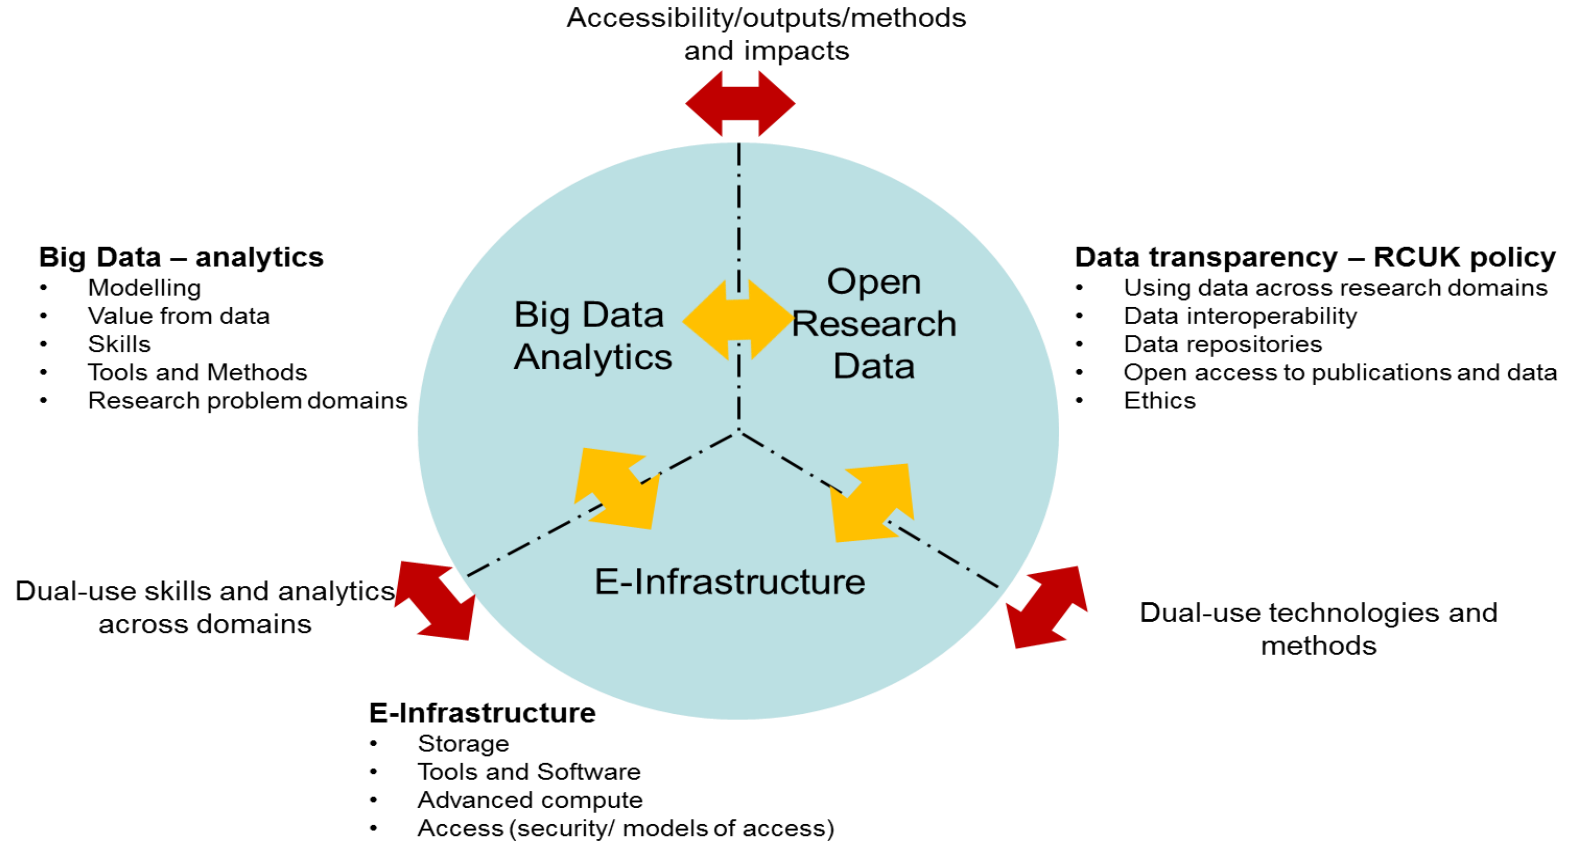 Accessibility/outputs/methods
and impacts
Big Data – analytics
• Modelling
• Value from data
• Skills
• Tools and Methods
• Research problem domains
Big Data
Analytics
Open
Research
Data
Data transparency – RCUK policy
• Using data across research domains
• Data interoperability
• Data repositories
• Open access to publications and data
• Ethics
E-Infrastructure
Dual-use skills and analytics
across domains
Dual-use technologies and
methods
E-Infrastructure
• Storage
• Tools and Software
• Advanced compute
• Access (security/ models of access)